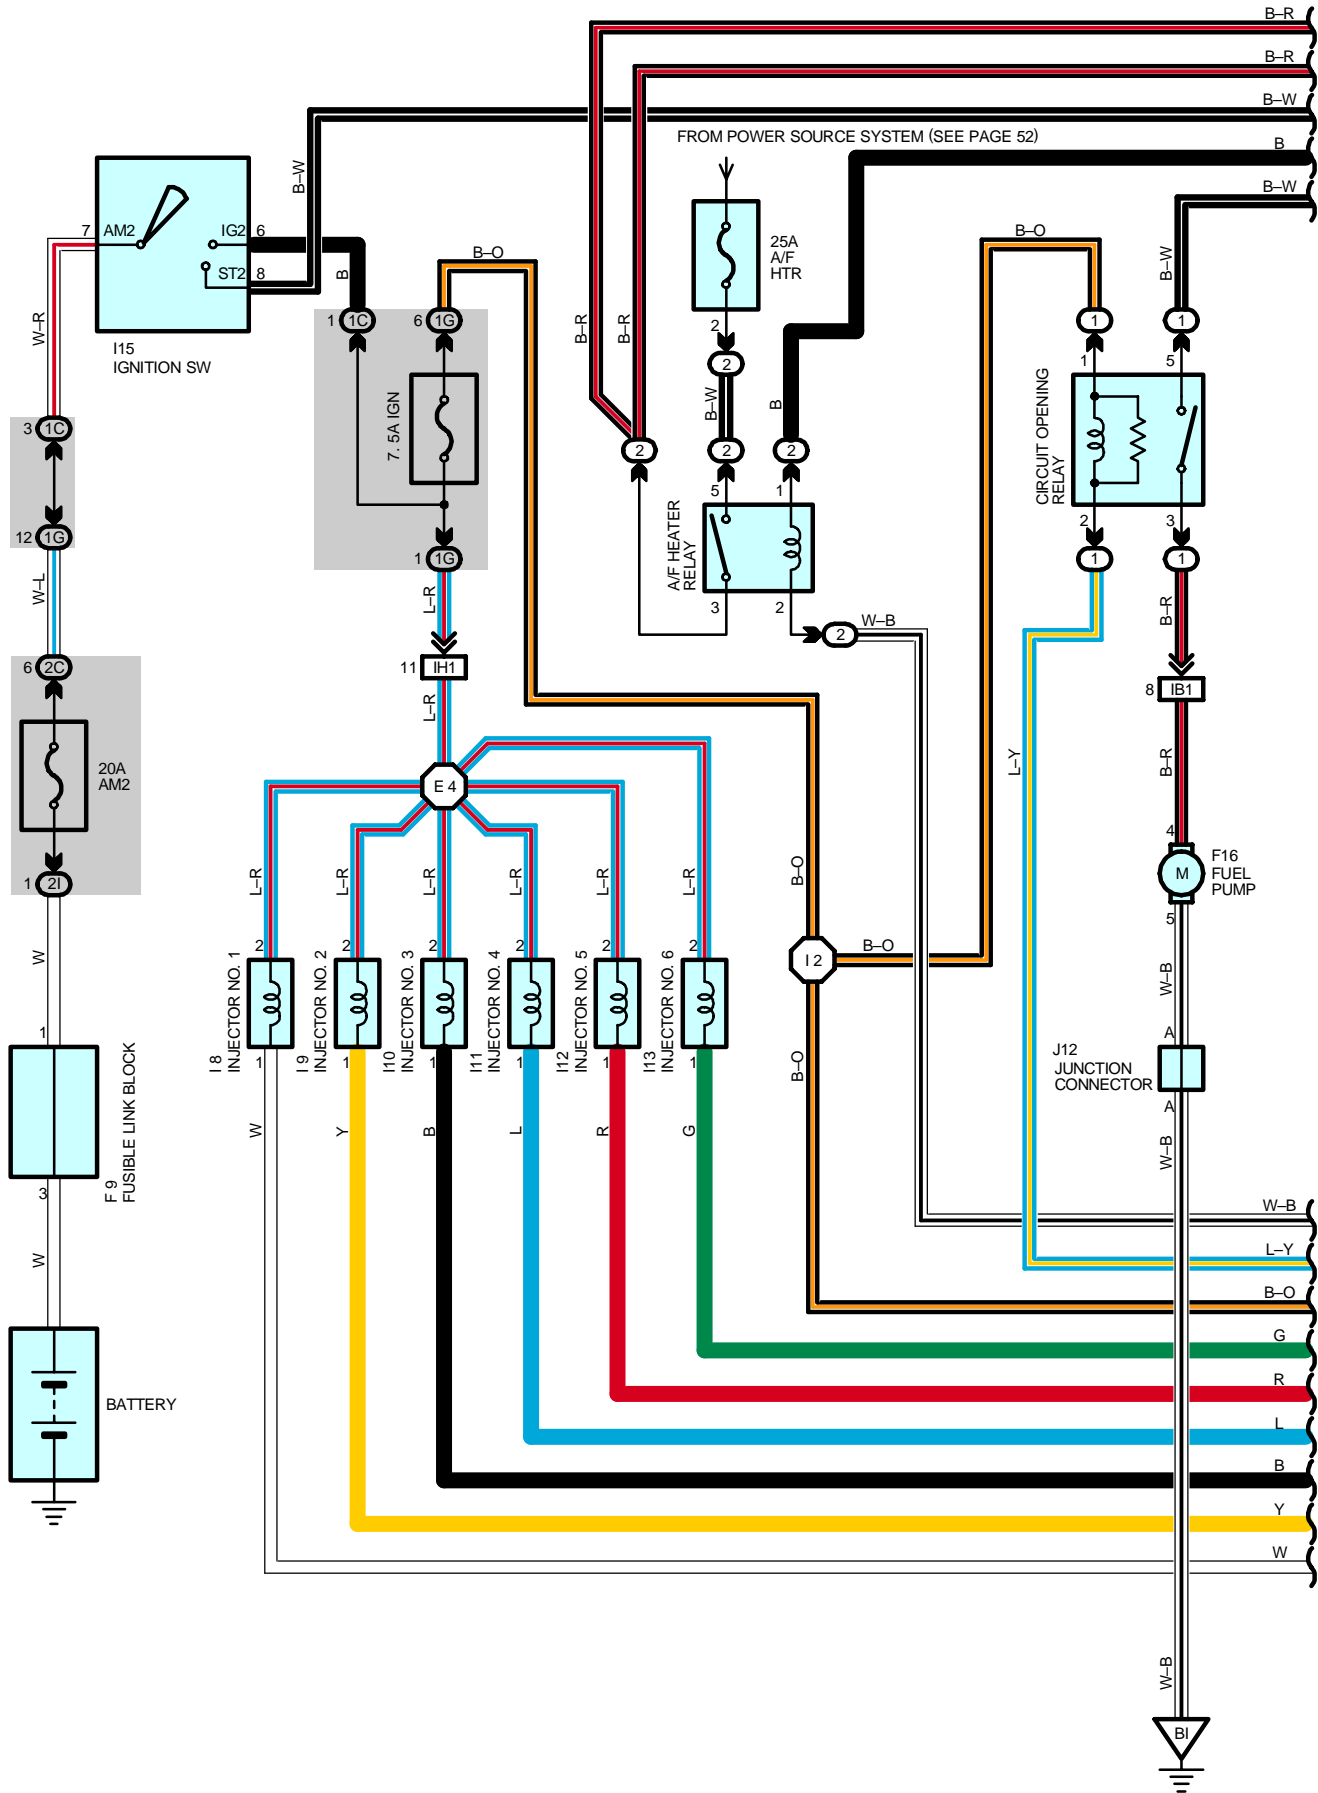 B–R
B–R
B–W
FROM POWER SOURCE SYSTEM (SEE PAGE 52)
B
B–W
B–W
7 AM2
IG2 6
ST2 8
I15
IGNITION SW
W–R
B
B–O
B–R
B–R
25A
A/F
HTR
2
2
B–W
B
B–O
B–W
1 1C
6 1G
7. 5A IGN
1 1G
3 1C
12 1G
W–L
2
2
2
5
1
A/F HEATER
RELAY
3
2
2
W–B
1
1
1
5
CIRCUIT OPENING
RELAY
2
3
1
1
L–R
11 IH1
L–R
B–R
8 IB1
B–R
6 2C
20A
AM2
1 2I
E 4
L–Y
4
M
F16
FUEL
PUMP
5
L–R
L–R
L–R
L–R
L–R
L–R
B–O
I 2
B–O
W
2
2
2
2
2
2
I 8
INJECTOR NO. 1
I 9
INJECTOR NO. 2
I10
INJECTOR NO. 3
I11
INJECTOR NO. 4
I12
INJECTOR NO. 5
I13
INJECTOR NO. 6
1
1
1
1
1
1
W–B
A
J12
JUNCTION
CONNECTOR
A
B–O
1
F 9
FUSIBLE LINK BLOCK
3
W
Y
B
L
R
G
W–B
W
W–B
L–Y
B–O
G
R
L
B
Y
W
BATTERY
W–B
BI